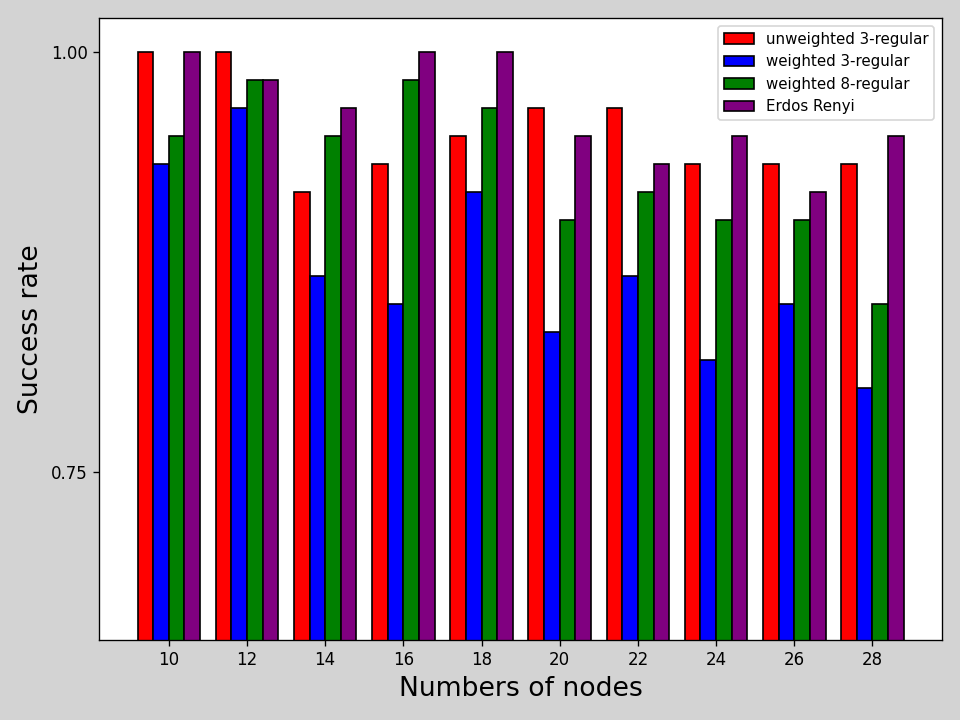 1.00
0.75
Success rate
10 12 14 16 18 20 22 24 26 28
Numbers of nodes
unweighted 3-regular
weighted 3-regular
weighted 8-regular
Erdos Renyi